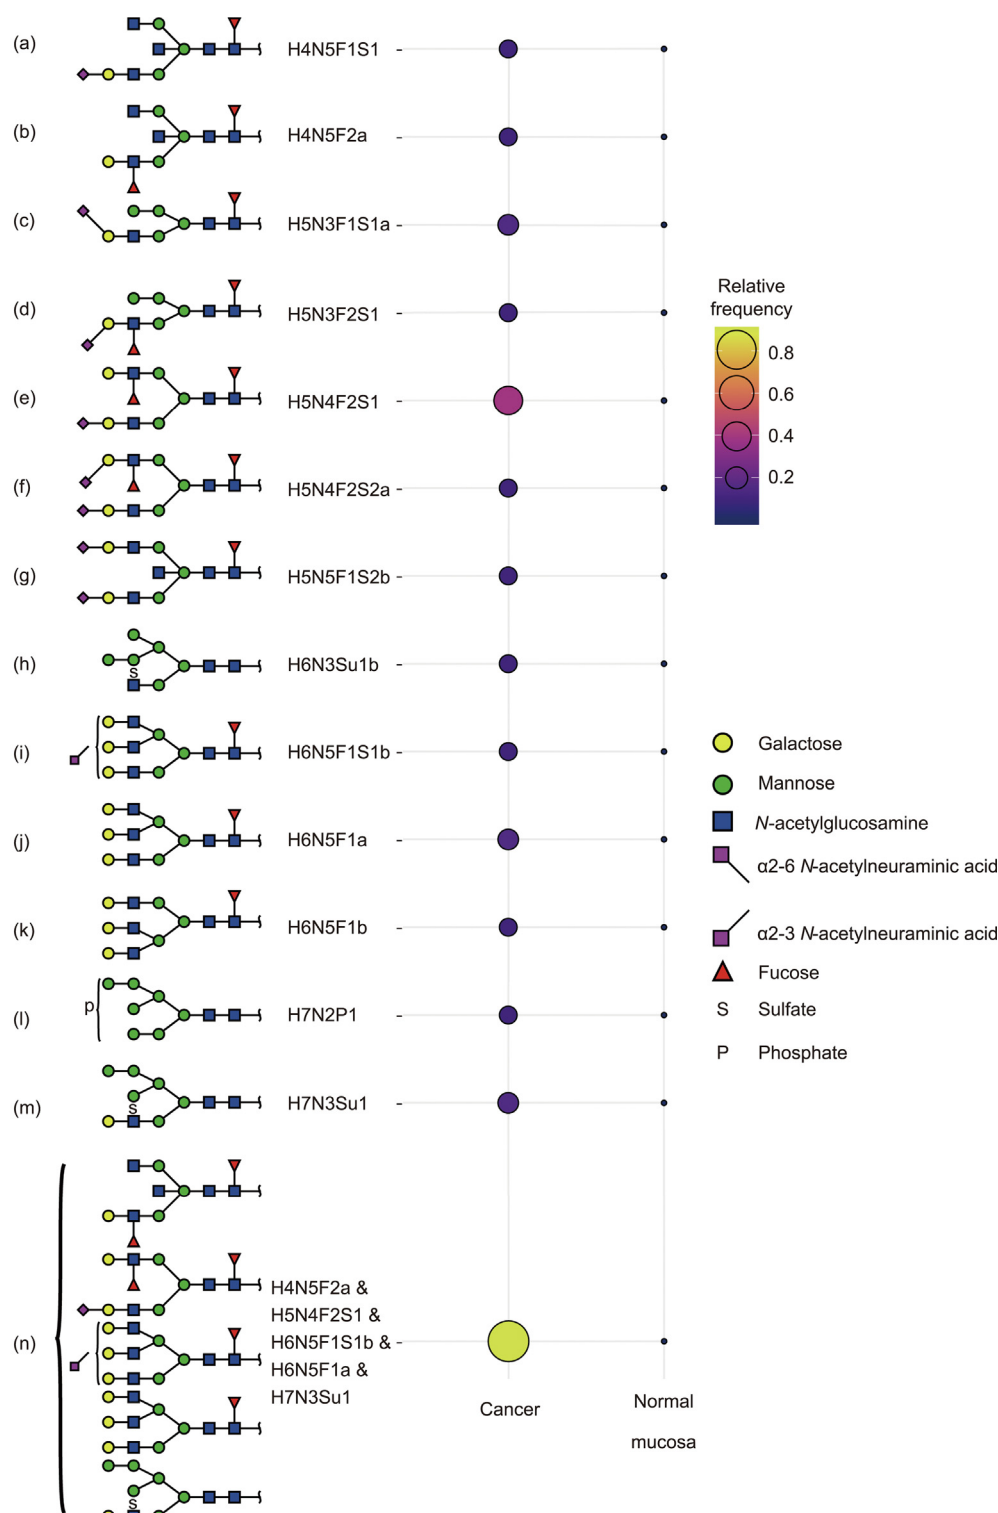 (a) H4N5F1S1 -
(b) H4N5F2a -
(c) H5N3F1S1a -
(d) H5N3F2S1 -
(e) H5N4F2S1 -
(f) H5N4F2S2a -
(g) H5N5F1S2b -
(h) S H6N3Su1b -
(i) H6N5F1S1b -
(j) H6N5F1a -
(k) H6N5F1b -
(l) p H7N2P1 -
(m) S H7N3Su1 -
(n) H4N5F2a &
H5N4F2S1 &
H6N5F1S1b & -
H6N5F1a &
H7N3Su1
S
Cancer
Normal
mucosa
Relative
frequency
0.8
0.6
0.4
0.2
Galactose
Mannose
N-acetylglucosamine
α2-6 N-acetylneuraminic acid
α2-3 N-acetylneuraminic acid
Fucose
S Sulfate
P Phosphate